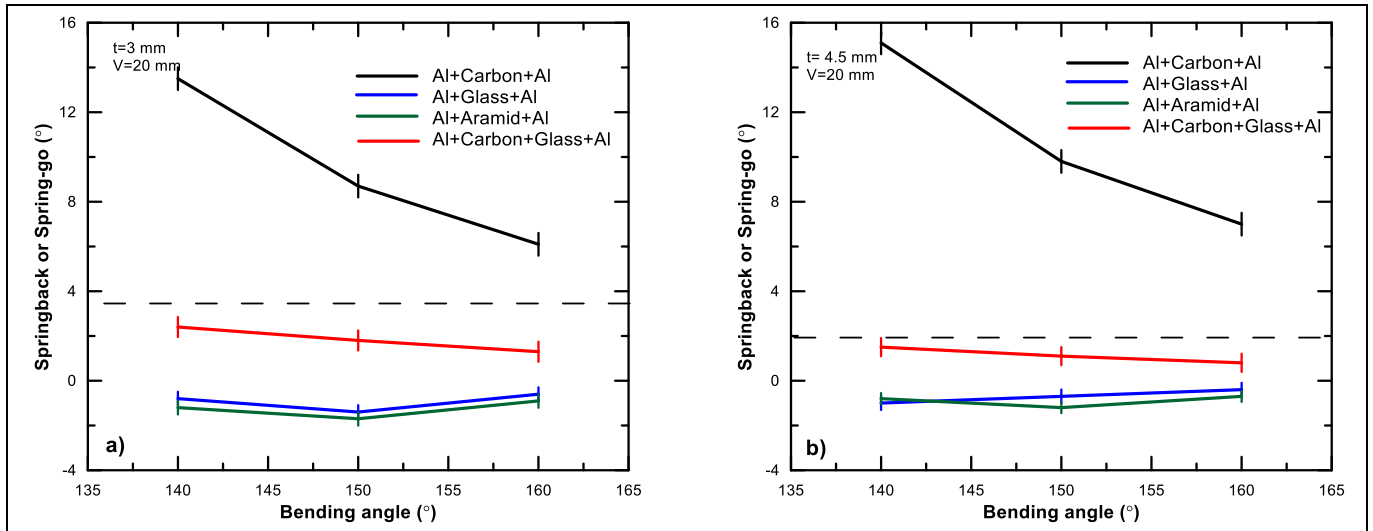 16
12
8
4
0
-4
Springback or Spring-go (°)
t=3 mm
V=20 mm
Al+Carbon+Al
Al+Glass+Al
Al+Aramid+Al
Al+Carbon+Glass+Al
a)
135 140 145 150 155 160 165
Bending angle (°)
16
12
8
4
0
-4
Springback or Spring-go (°)
t= 4.5 mm
V=20 mm
Al+Carbon+Al
Al+Glass+Al
Al+Aramid+Al
Al+Carbon+Glass+Al
b)
135 140 145 150 155 160 165
Bending angle (°)